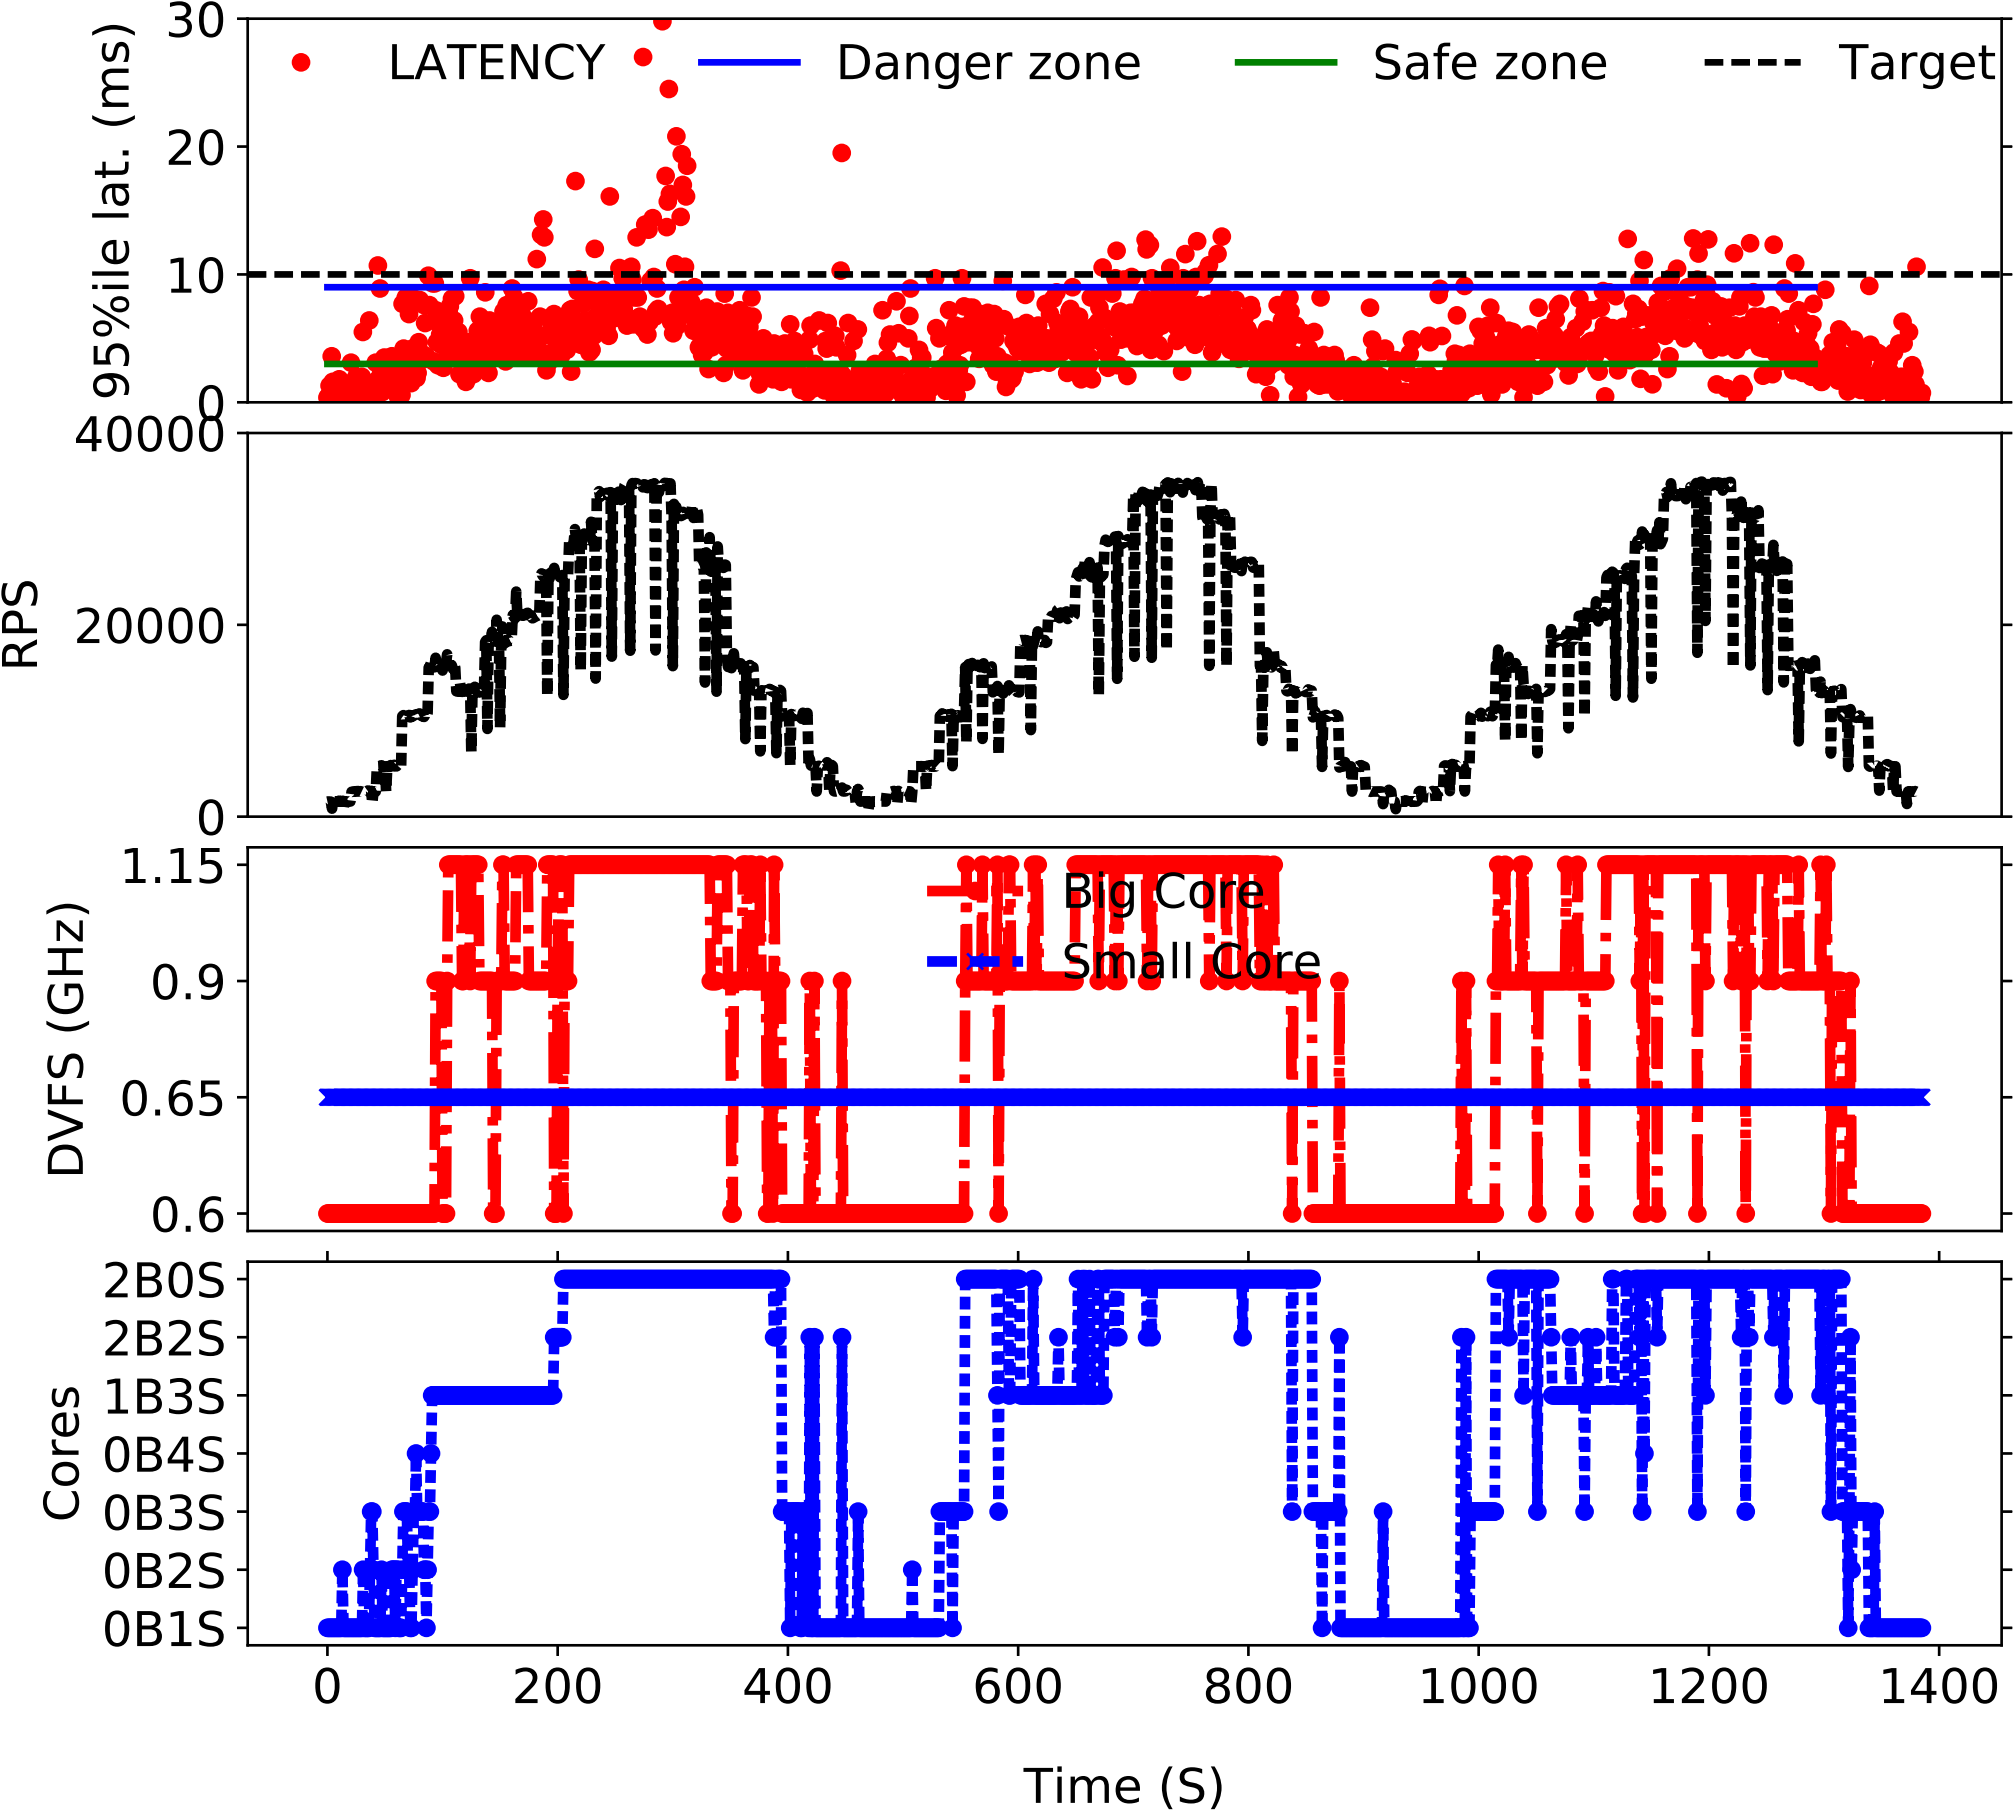 30
LATENCY Danger zone Safe zone Target
20
10
0
95%ile lat. (ms)
40000
20000
0
RPS
1.15
0.9
0.65
0.6
DVFS (GHz)
Big Core
Small Core
2B0S
2B2S
1B3S
0B4S
0B3S
0B2S
0B1S
Cores
0 200 400 600 800 1000 1200 1400
Time (S)